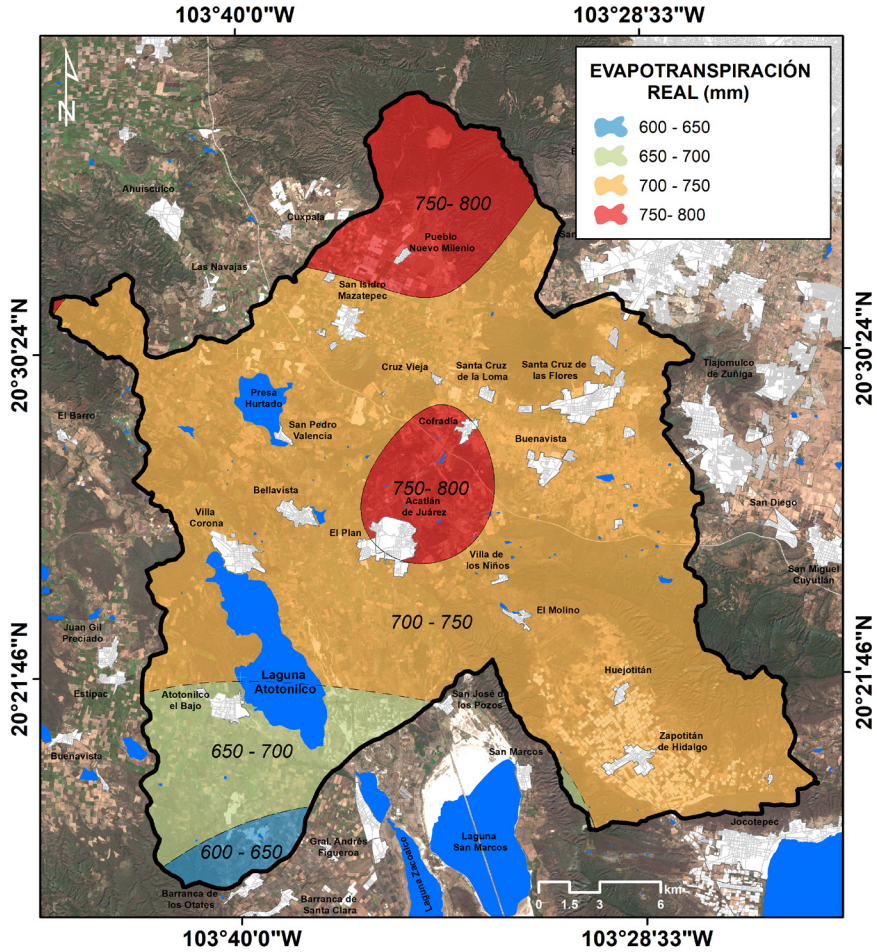 103°40'0"W
103°28'33"W
EVAPOTRANSPIRACIÓN
REAL (mm)
600 - 650
650 - 700
700 - 750
750- 800
N
Ahuisculco
Cuxpala
750- 800
Pueblo
Nuevo Milenio
Las Navajas
San Isidro
Mazatepec
20°30'24"N
20°30'24"N
Cruz Vieja
Santa Cruz
de la Loma
Santa Cruz de
las Flores
Tlajomulco
de Zuñiga
Presa
Hurtado
El Barro
San Pedro
Valencia
Cofradía
Buenavista
750- 800
Acatlán
de Juárez
Bellavista
San Diego
Villa
Corona
El Plan
Villa de
los Niños
San Miguel
Cuyutlán
700 - 750
El Molino
Juan Gil
Preciado
20°21'46"N
20°21'46"N
Laguna
Atotonilco
Huejotitán
Estipac
Atotonilco
el Bajo
San José d
los Pozos
650 - 700
Zapotitán
de Hidalgo
Buenavista
San Marcos
Jocotepec
600 - 650
Gral. Andrés
Figueroa
Laguna
San Marcos
Laguna Zacoalco
Barranca de
los Otates
Barranca de
Santa Clara
0 1.5 3 6 km
103°40'0"W
103°28'33"W